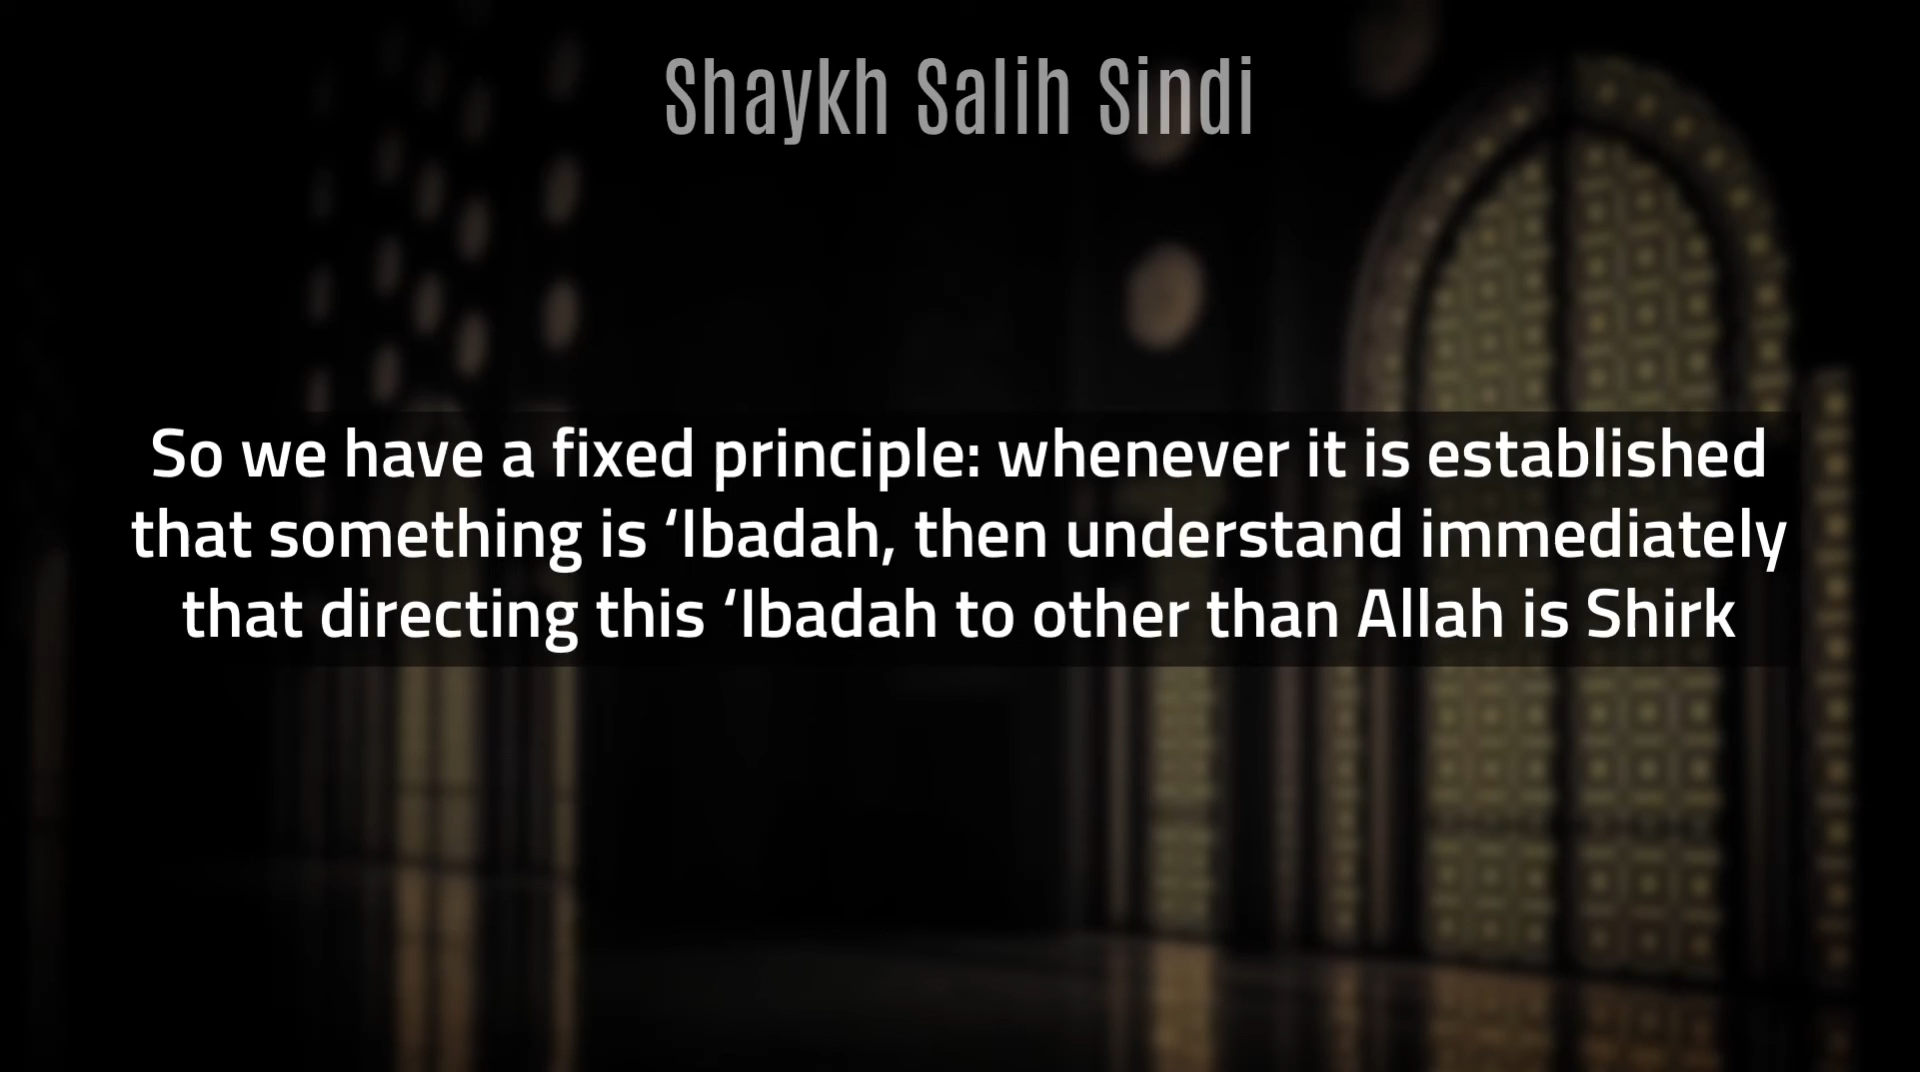 Shaykh Salih Sindi
So we have a fixed principle: whenever it is established
that something is ‘Ibadah, then understand immediately
that directing this ‘Ibadah to other than Allah is Shirk